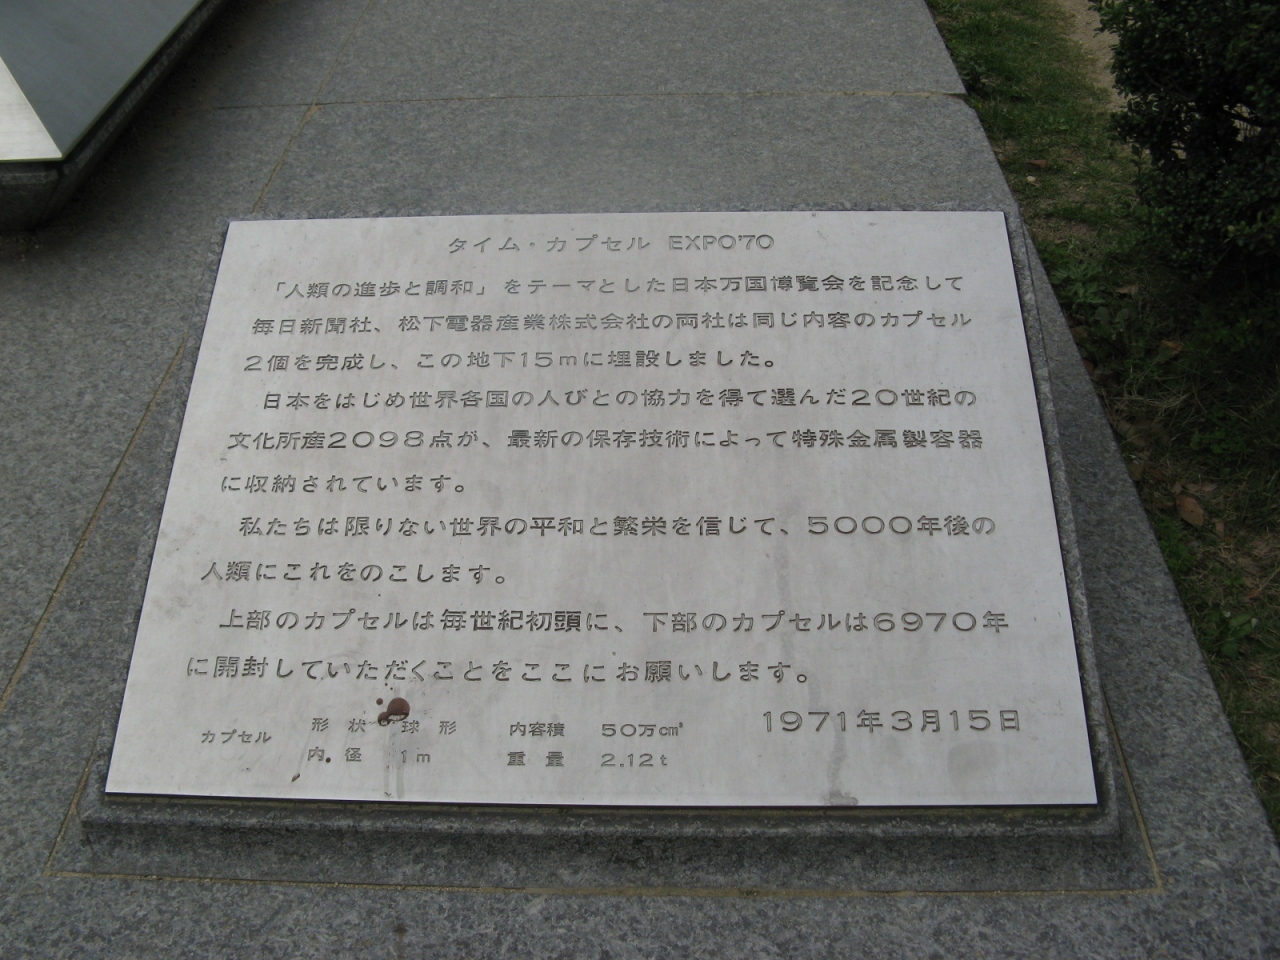 タイム・カプセル EXPO'70
「人類の進歩と調和」をテーマとした日本万国博覧会を記念して
毎日新聞社、松下電器産業株式会社の両社は同じ内容のカプセル
2個を完成し、この地下15mに埋設しました。
日本をはじめ世界各国の人びとの協力を得て選んだ20世紀の
文化所産2098点が、最新の保存技術によって特殊金属製容器
に収納されています。
私たちは限りない世界の平和と繁栄を信じて、5000年後の
人類にこれをのこします。
上部のカプセルは毎世紀初頭に、下部のカプセルは6970年
に開封していただくことをここにお願いします。
カプセル 形状 球形 内容積 50万cm³ 1971年3月15日
内径 1m 重量 2.12t